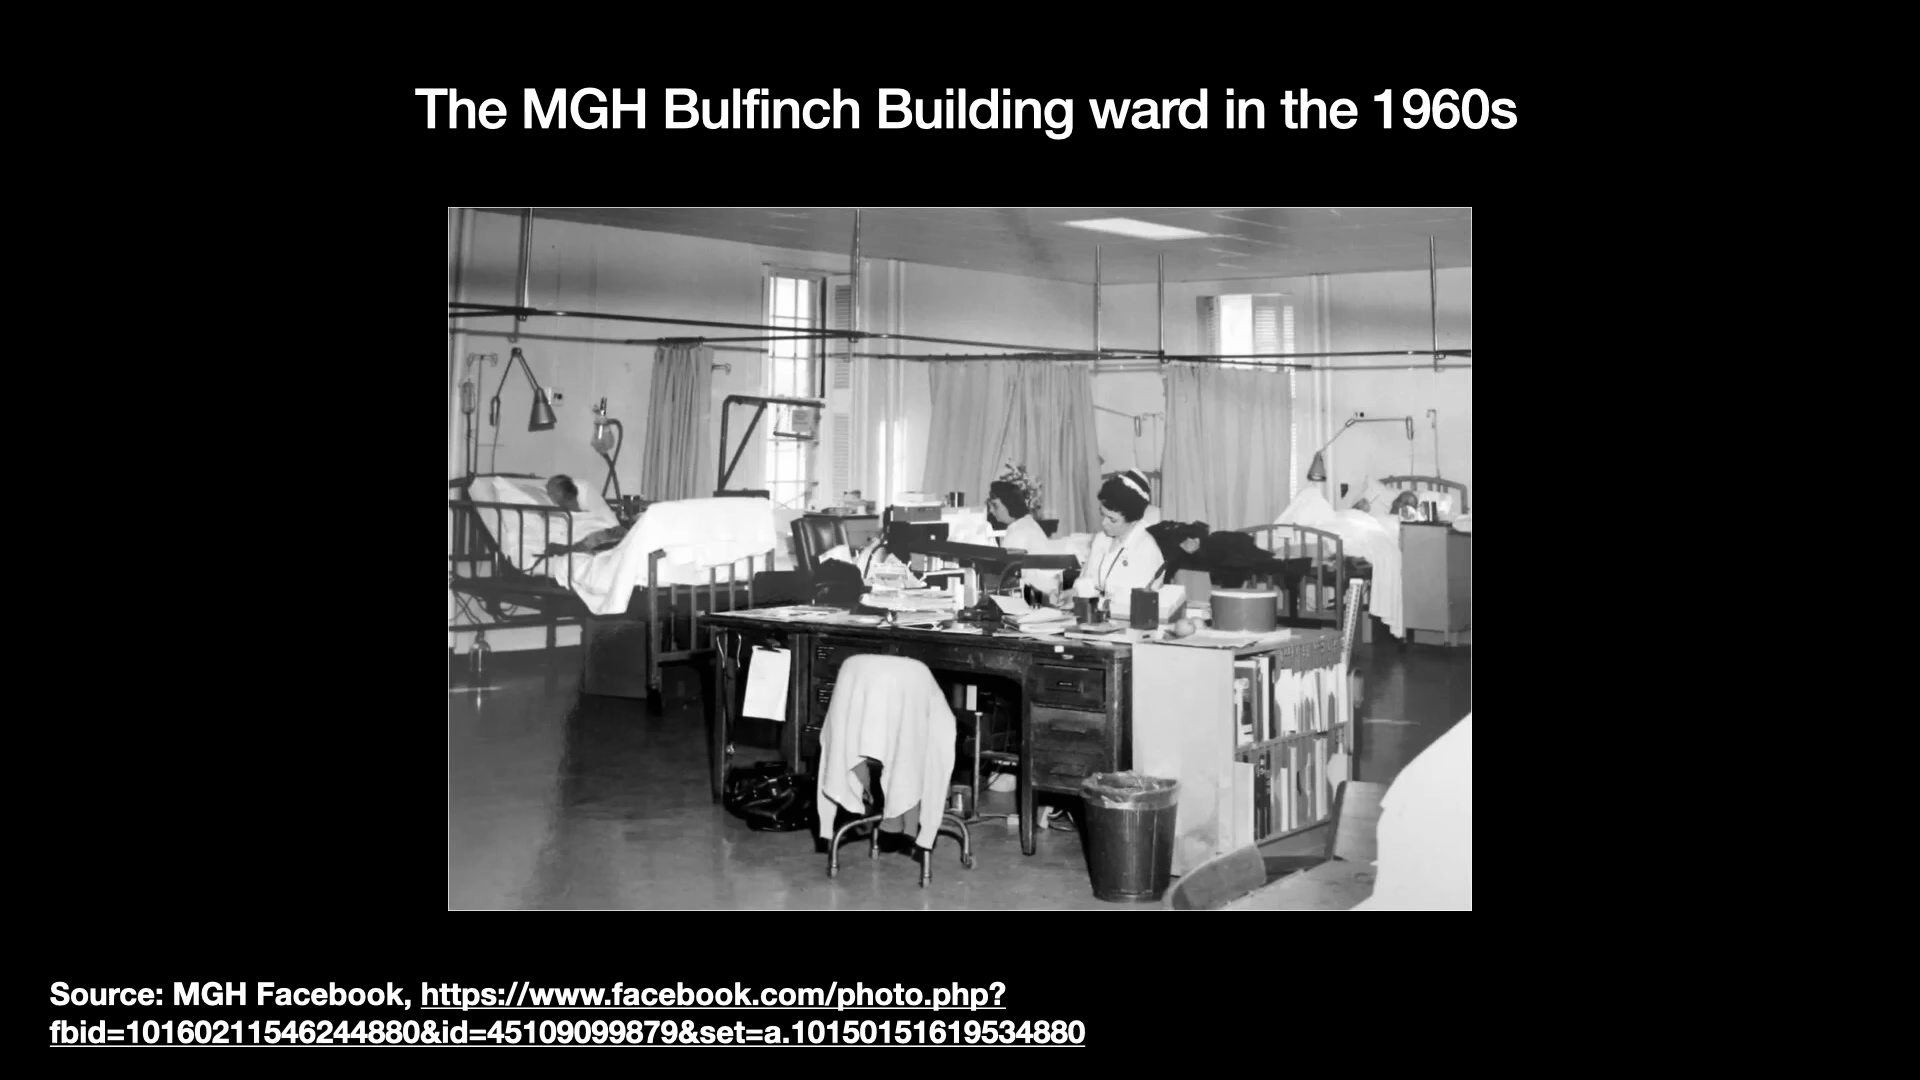 The MGH Bulfinch Building ward in the 1960s
Source: MGH Facebook, https://www.facebook.com/photo.php?
fbid=10160211546244880&id=45109099879&set=a.10150151619534880